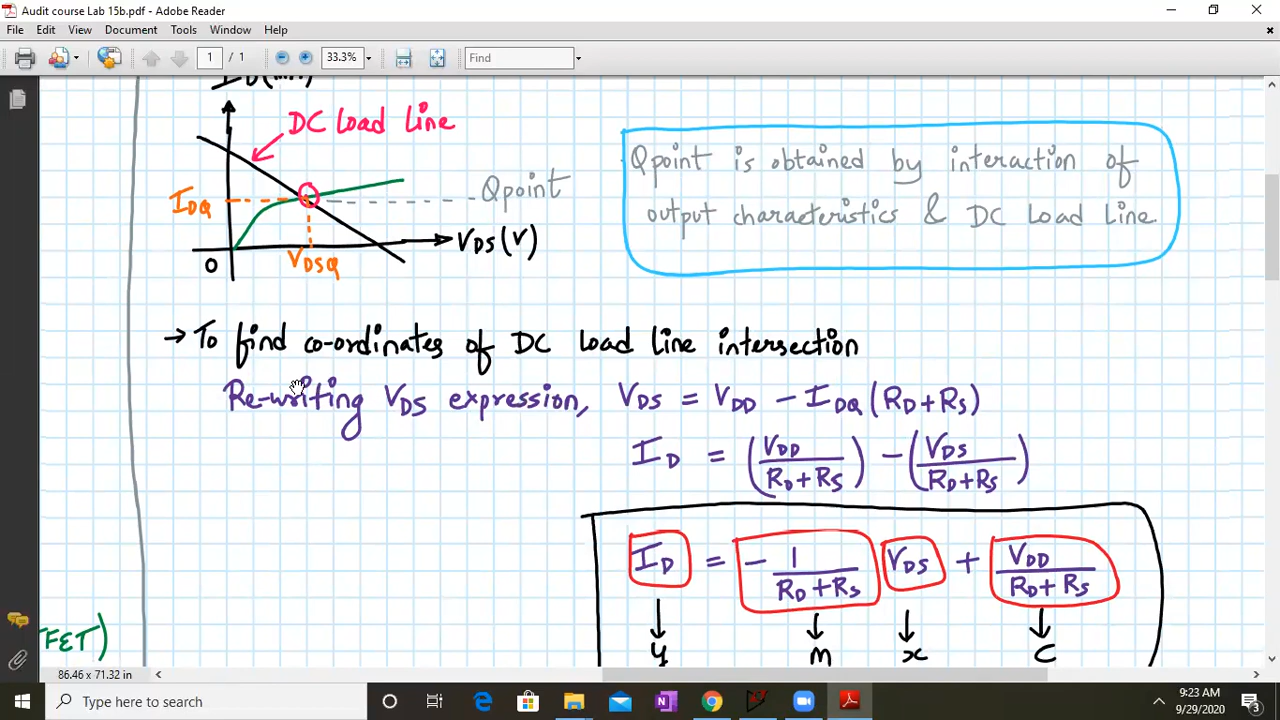 Audit course Lab 15b.pdf - Adobe Reader
File Edit View Document Tools Window Help
1 / 1 33.3% Find
DC load line
IDQ
Qpoint
VDS (V)
0
VDSQ
Qpoint is obtained by interaction of
output characteristics & DC Load Line.
→ To find co-ordinates of DC load line intersection
Re-writing VDS expression, VDS = VDD - IDQ (RD+RS)
ID = (VDD / RD+RS) - (VDS / RD+RS)
ID = - 1 / RD+RS VDS + VDD / RD+RS
y m x C
FET)
86.46 x 71.32 in
Type here to search
9:23 AM
9/29/2020
3